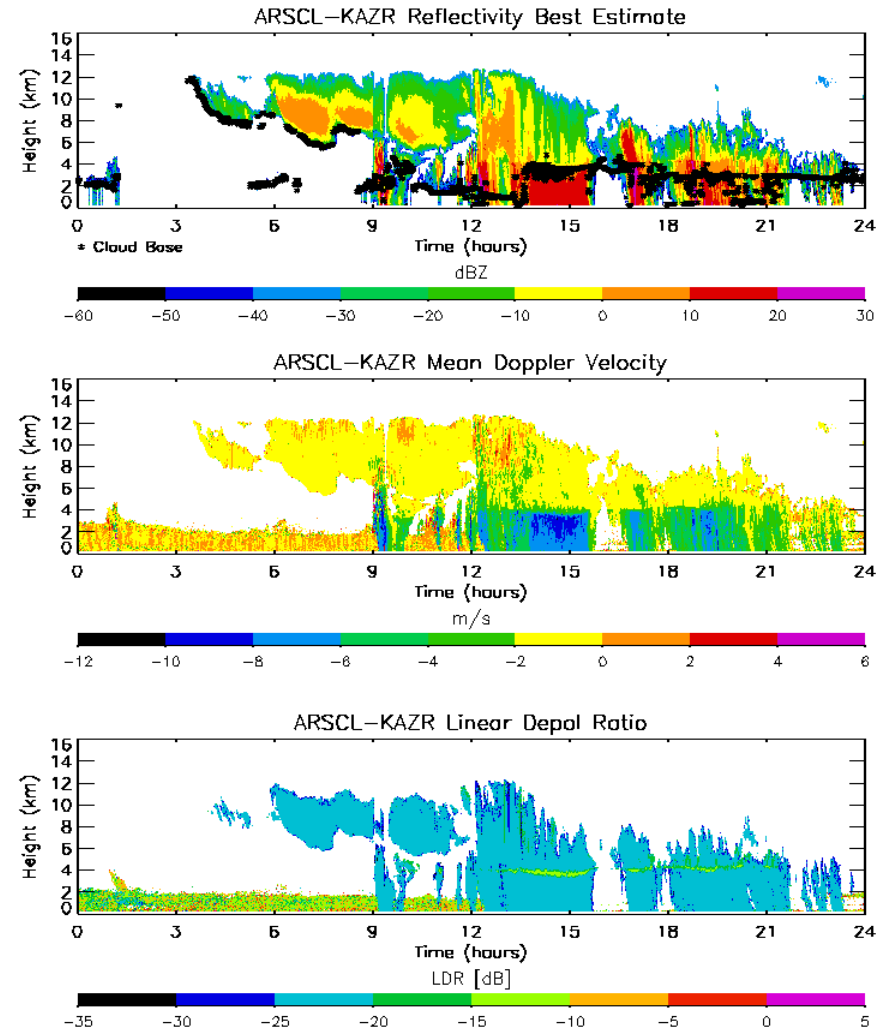 ARSCL-KAZR Reflectivity Best Estimate
16
14
12
10
8
6
4
2
0
Height (km)
0 3 6 9 12 15 18 21 24
Time (hours)
* Cloud Base
dBZ
-60 -50 -40 -30 -20 -10 0 10 20 30
ARSCL-KAZR Mean Doppler Velocity
16
14
12
10
8
6
4
2
0
Height (km)
0 3 6 9 12 15 18 21 24
Time (hours)
m/s
-12 -10 -8 -6 -4 -2 0 2 4 6
ARSCL-KAZR Linear Depol Ratio
16
14
12
10
8
6
4
2
0
Height (km)
0 3 6 9 12 15 18 21 24
Time (hours)
LDR [dB]
-35 -30 -25 -20 -15 -10 -5 0 5